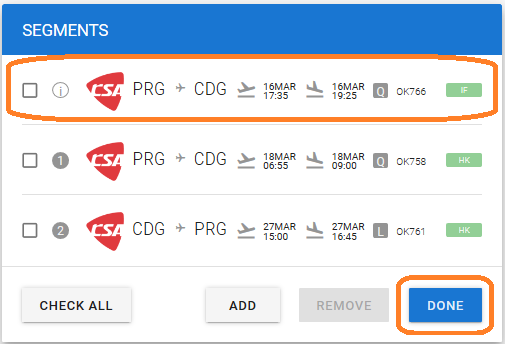 SEGMENTS
i CSA PRG CDG 16MAR 17:35 16MAR 19:25 Q OK766 IF
1 CSA PRG CDG 18MAR 06:55 18MAR 09:00 Q OK758 HK
2 CSA CDG PRG 27MAR 15:00 27MAR 16:45 L OK761 HK
CHECK ALL ADD REMOVE DONE